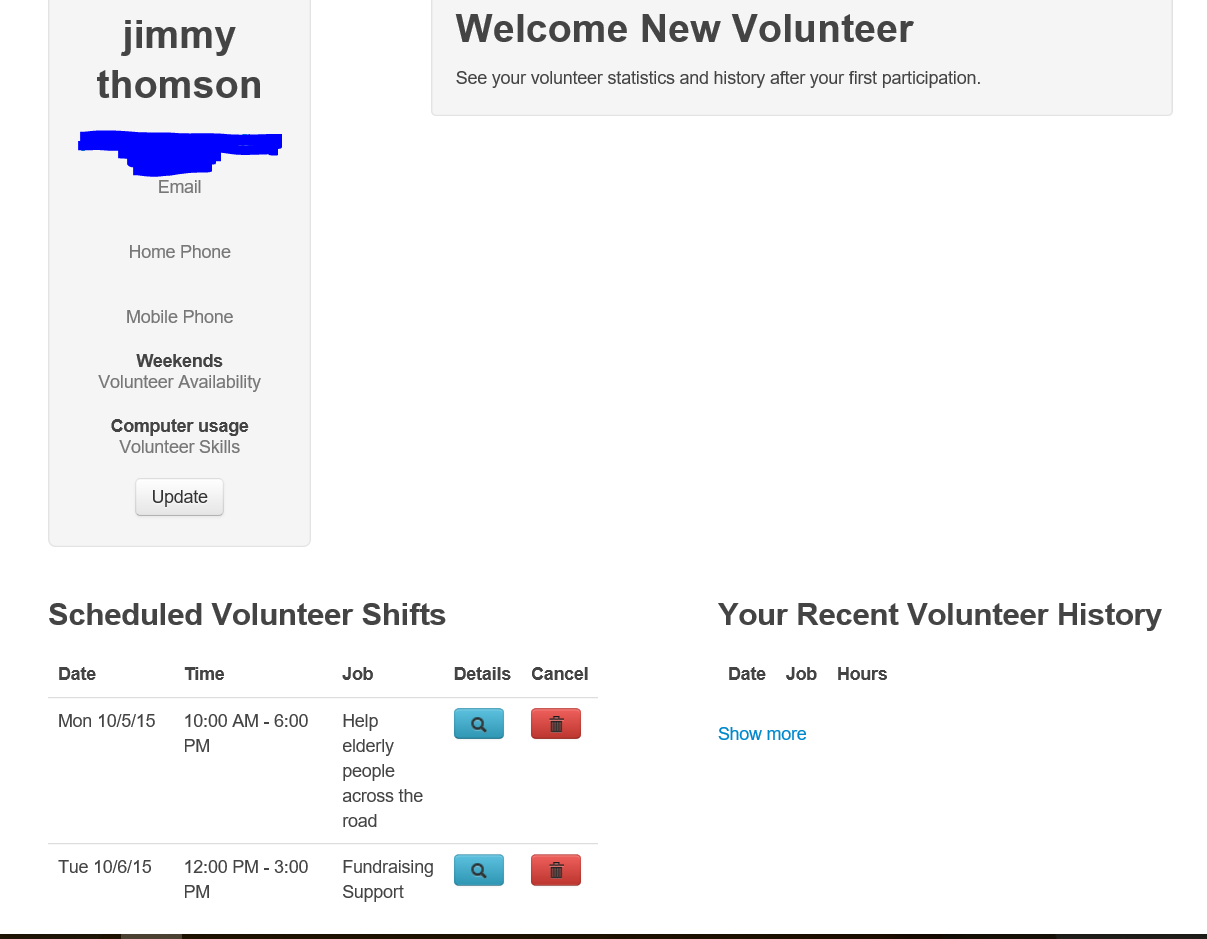 jimmy
thomson
Email
Home Phone
Mobile Phone
Weekends
Volunteer Availability
Computer usage
Volunteer Skills
Update
Welcome New Volunteer
See your volunteer statistics and history after your first participation.
Scheduled Volunteer Shifts
Date Time Job Details Cancel
Mon 10/5/15 10:00 AM - 6:00 Help
PM elderly
people
across the
road
Tue 10/6/15 12:00 PM - 3:00 Fundraising
PM Support
Your Recent Volunteer History
Date Job Hours
Show more